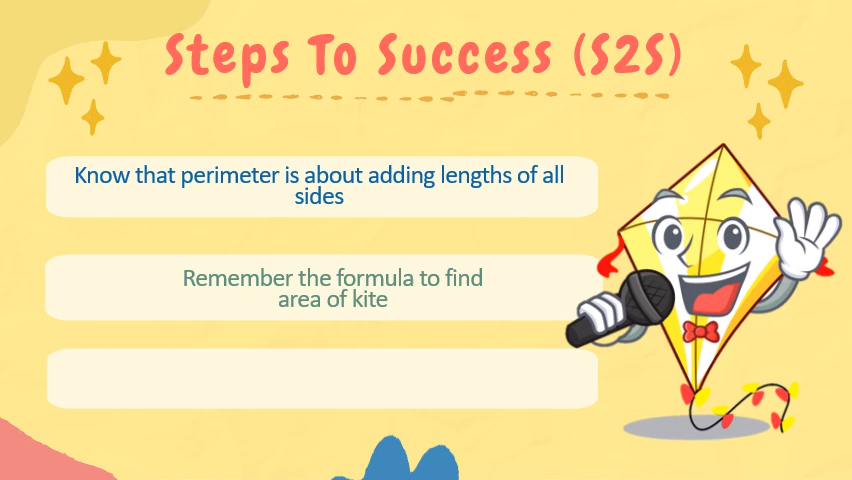 Steps To Success (S2S)
Know that perimeter is about adding lengths of all
sides
Remember the formula to find
area of kite